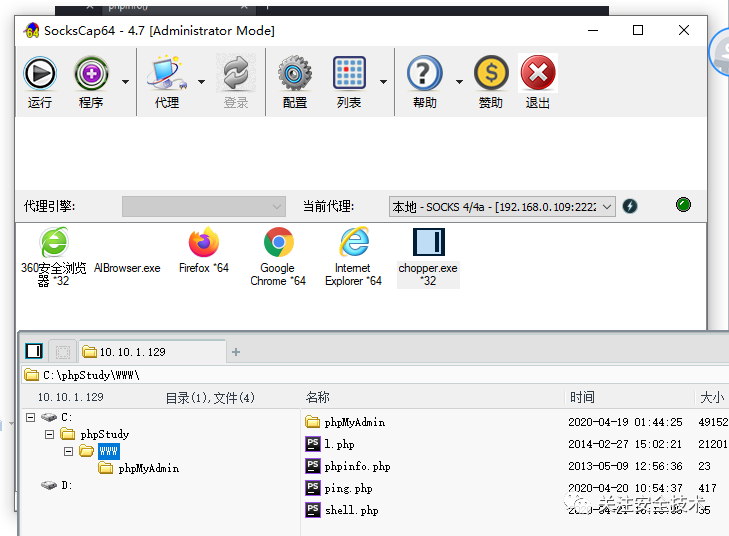 phpinfo()
SocksCap64 - 4.7 [Administrator Mode]
运行 程序 代理 登录 配置 列表 帮助 赞助 退出
代理引擎: 当前代理: 本地 - SOCKS 4/4a - [192.168.0.109:2222
360安全浏览器 *32
AIBrowser.exe
Firefox *64
Google Chrome *64
Internet Explorer *64
chopper.exe *32
10.10.1.129
C:\phpStudy\WWW\
10.10.1.129 目录(1),文件(4) 名称 时间 大小
C:
phpStudy
WWW
phpMyAdmin
D:
phpMyAdmin 2020-04-19 01:44:25 49152
l.php 2014-02-27 15:02:21 21201
phpinfo.php 2013-05-09 12:56:36 23
ping.php 2020-04-20 10:54:37 417
shell.php
关注安全技术